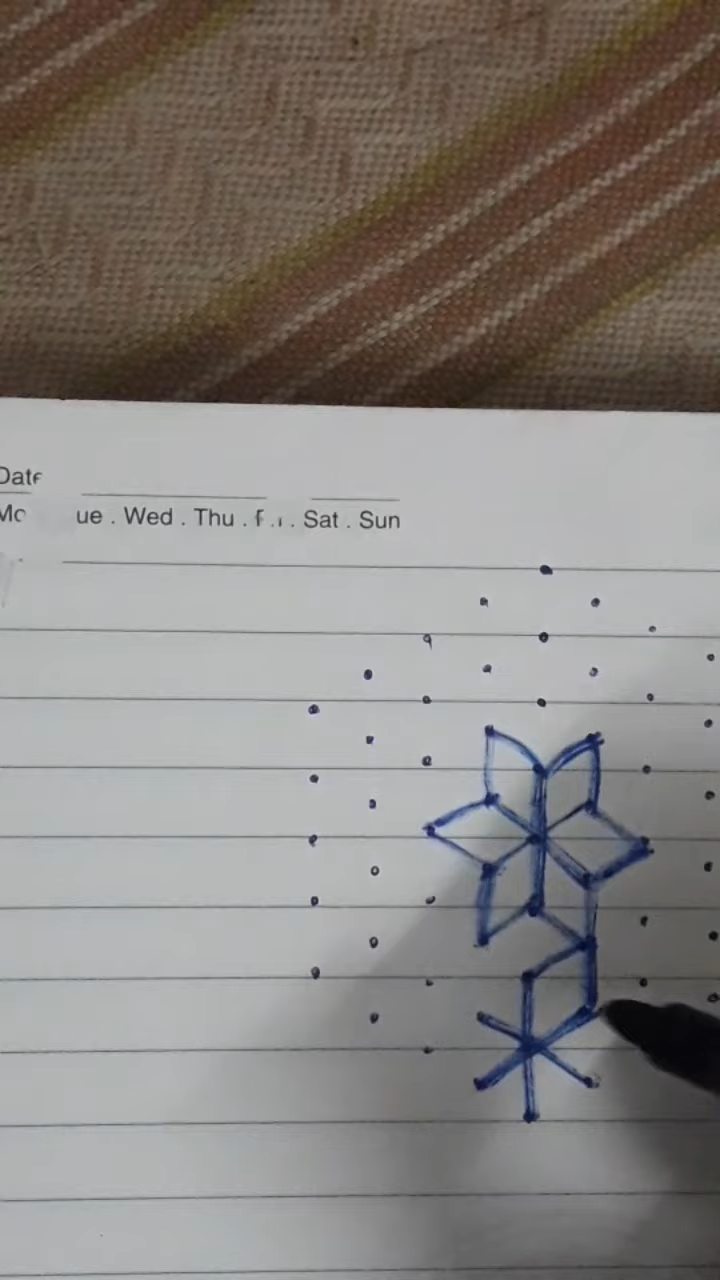 Date
ue . Wed . Thu . F . Sat . Sun